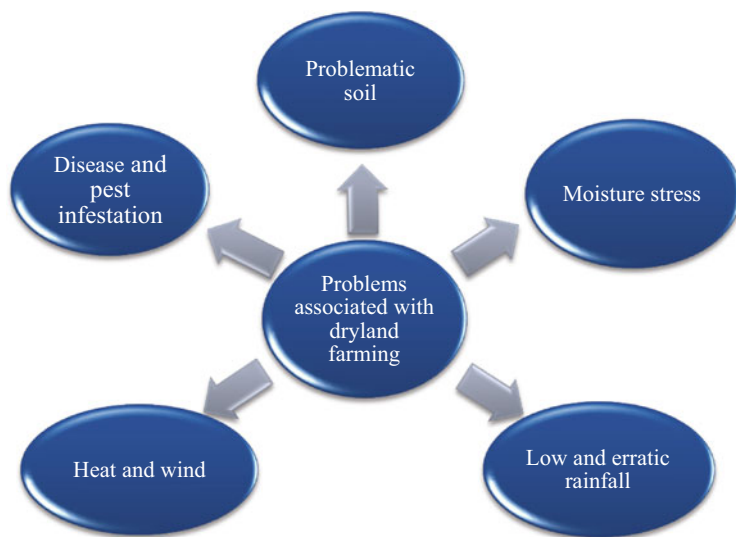 Problematic
soil
Disease and
pest
infestation
Moisture stress
Problems
associated with
dryland
farming
Heat and wind
Low and erratic
rainfall